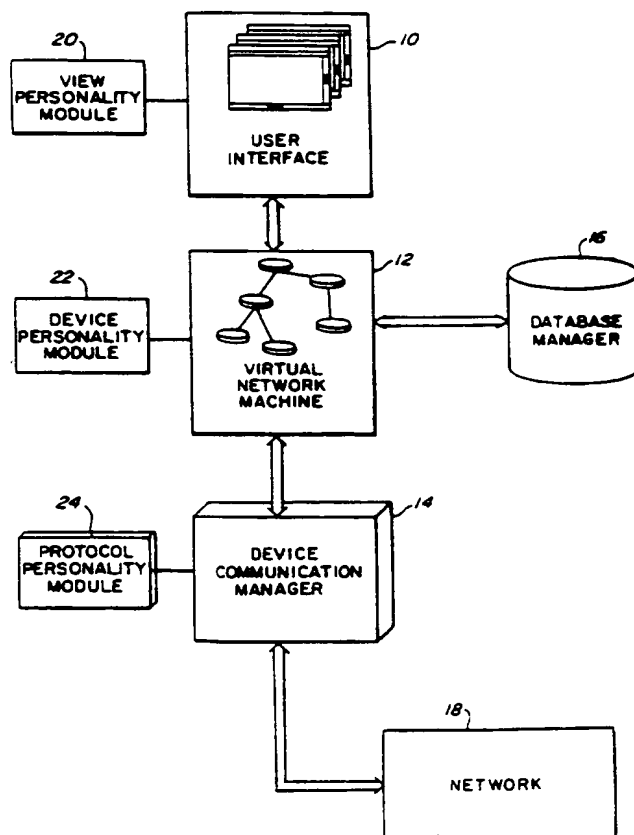 20
10
VIEW
PERSONALITY
MODULE
USER
INTERFACE
22
12
16
DEVICE
PERSONALITY
MODULE
DATABASE
MANAGER
VIRTUAL
NETWORK
MACHINE
24
14
PROTOCOL
PERSONALITY
MODULE
DEVICE
COMMUNICATION
MANAGER
18
NETWORK